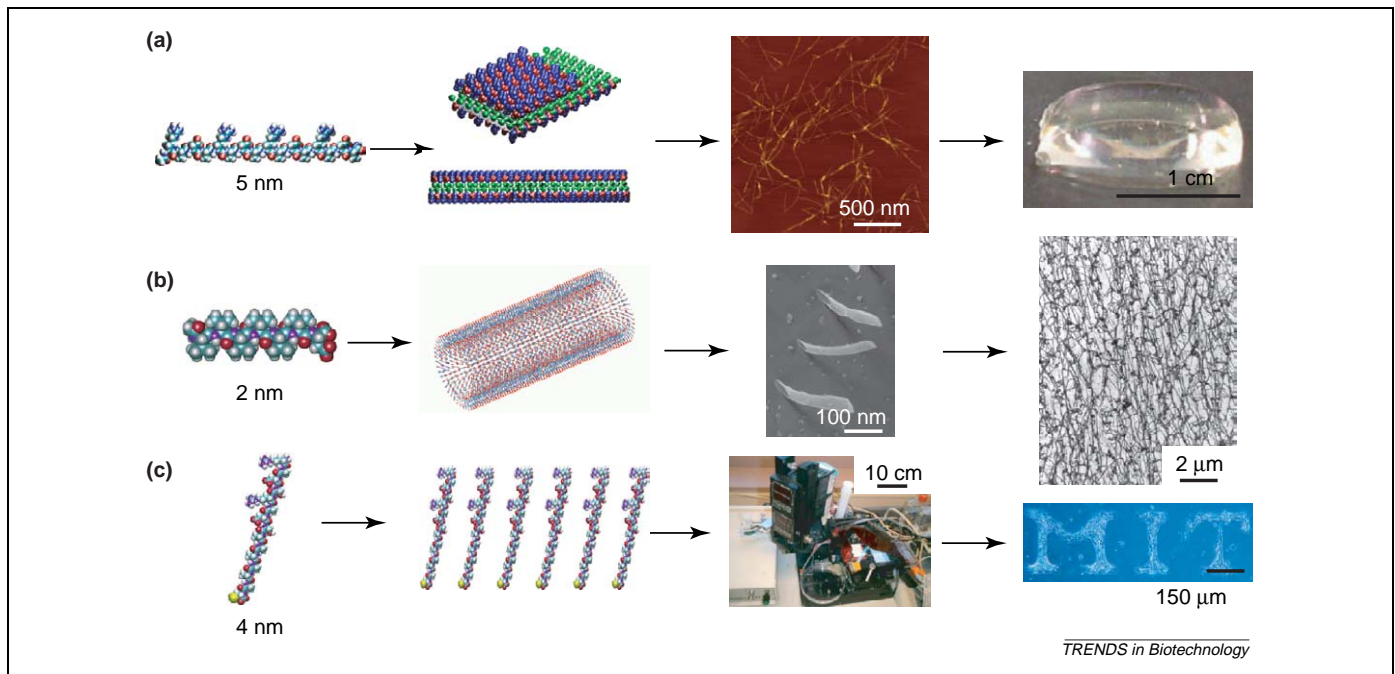 (a)
5 nm
500 nm
1 cm
(b)
2 nm
100 nm
2 μm
(c)
4 nm
10 cm
MIT
150 μm
TRENDS in Biotechnology